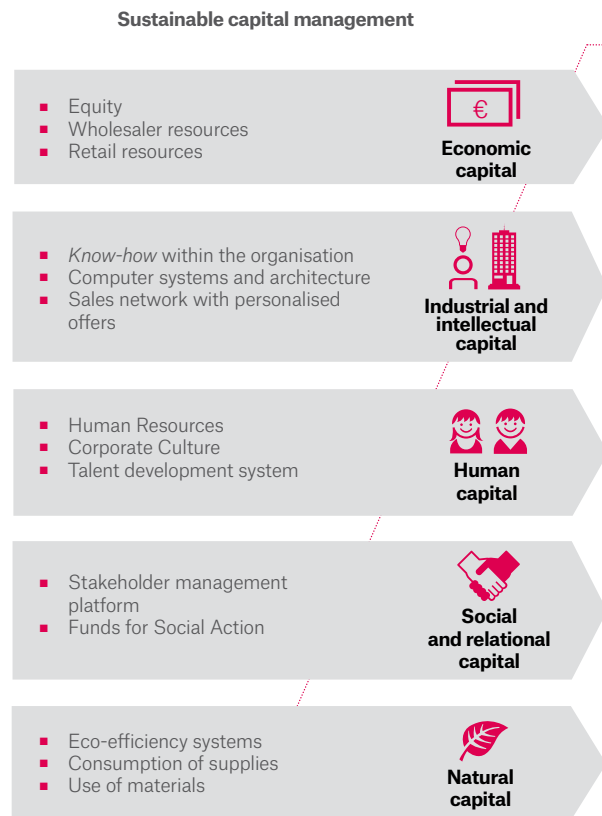 Sustainable capital management
■ Equity
■ Wholesaler resources
■ Retail resources
€
Economic
capital
■ Know-how within the organisation
■ Computer systems and architecture
■ Sales network with personalised
offers
Industrial and
intellectual
capital
■ Human Resources
■ Corporate Culture
■ Talent development system
Human
capital
■ Stakeholder management
platform
■ Funds for Social Action
Social
and relational
capital
■ Eco-efficiency systems
■ Consumption of supplies
■ Use of materials
Natural
capital